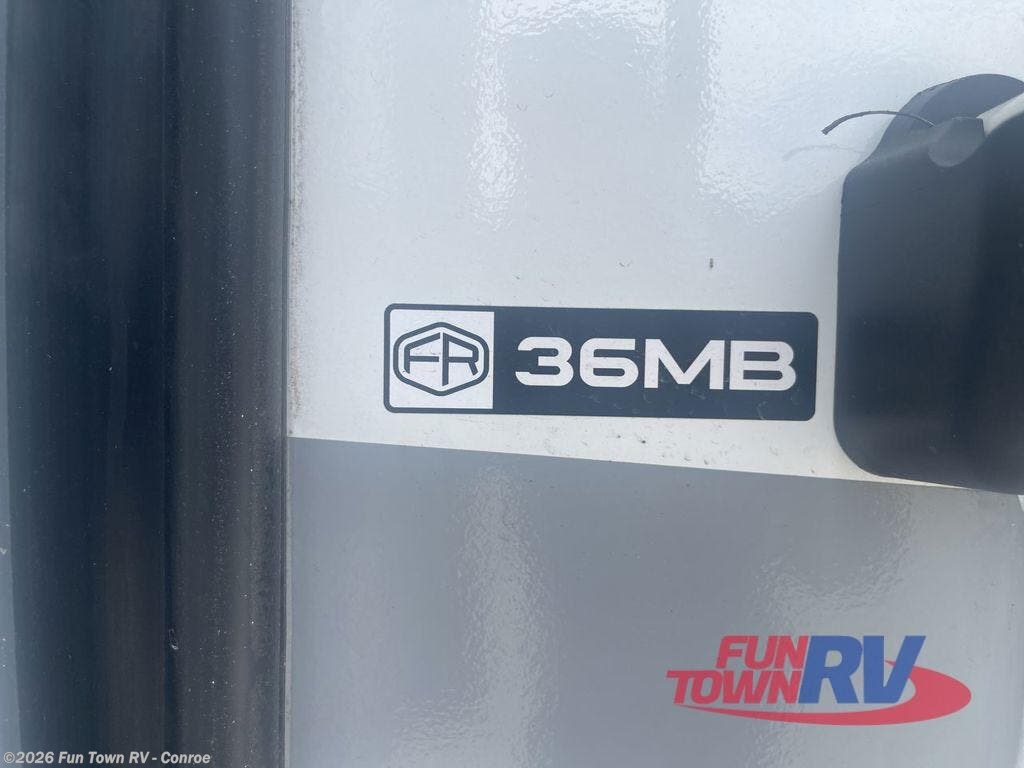 FR 36MB
FUN
TOWN RV
©2026 Fun Town RV - Conroe